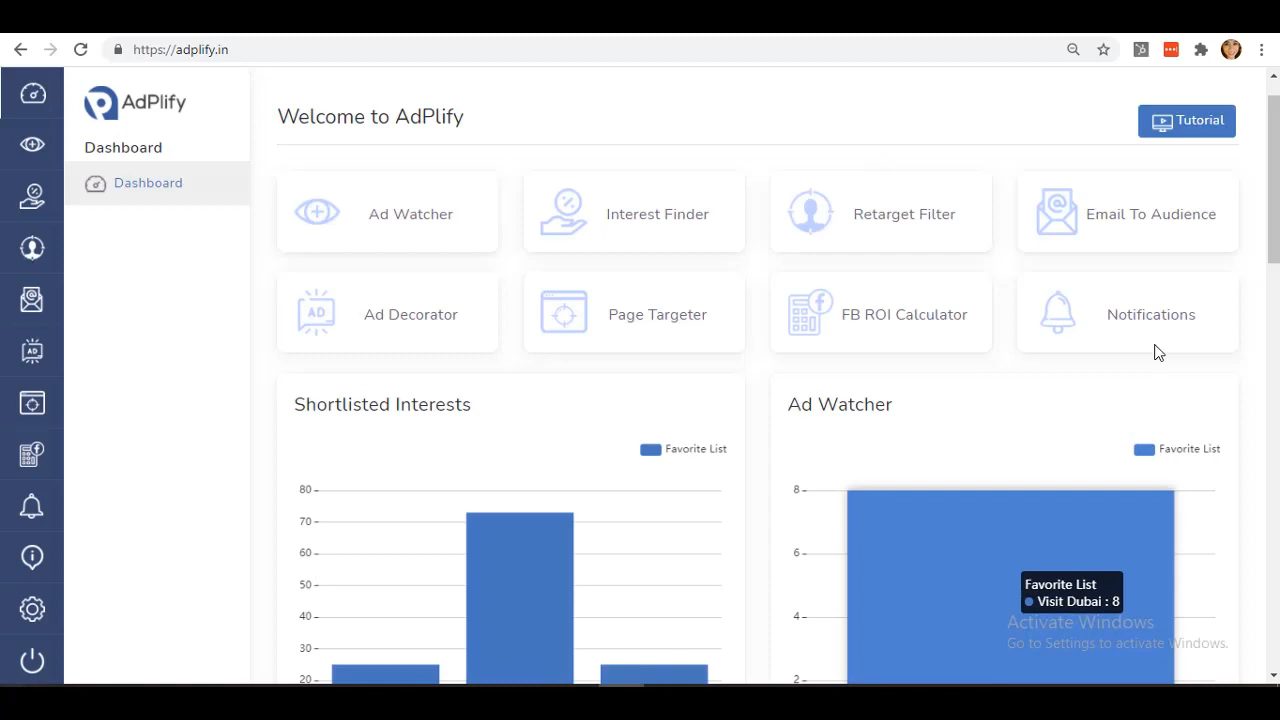 https://adplify.in
AdPlify
Dashboard
Dashboard
Welcome to AdPlify
Tutorial
Ad Watcher
Interest Finder
Retarget Filter
Email To Audience
AD
Ad Decorator
Page Targeter
FB ROI Calculator
Notifications
Shortlisted Interests
Favorite List
80
70
60
50
40
30
20
Ad Watcher
Favorite List
8
6
4
2
Favorite List
Visit Dubai : 8
Activate Windows
Go to Settings to activate Windows.